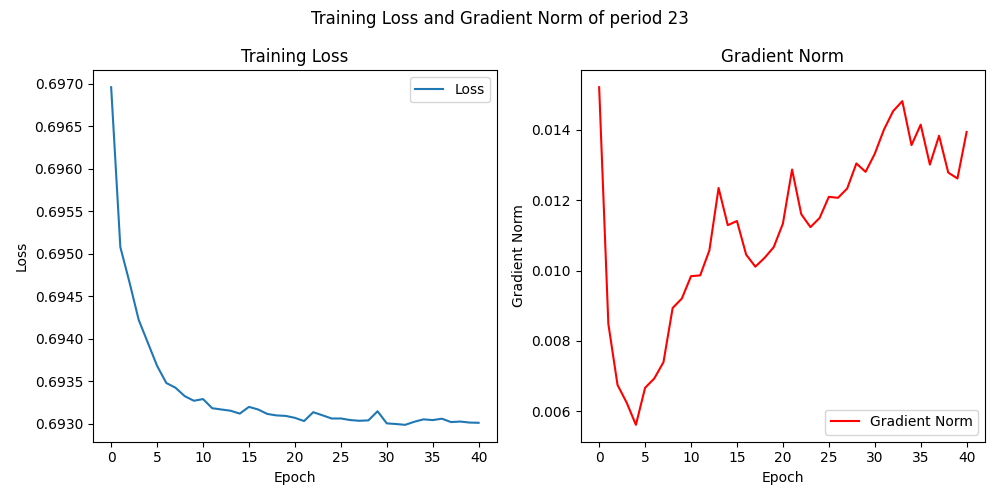 Training Loss and Gradient Norm of period 23
Training Loss
Loss
0.6970
0.6965
0.6960
0.6955
0.6950
0.6945
0.6940
0.6935
0.6930
Loss
0 5 10 15 20 25 30 35 40
Epoch
Gradient Norm
0.014
0.012
0.010
0.008
0.006
Gradient Norm
Gradient Norm
0 5 10 15 20 25 30 35 40
Epoch